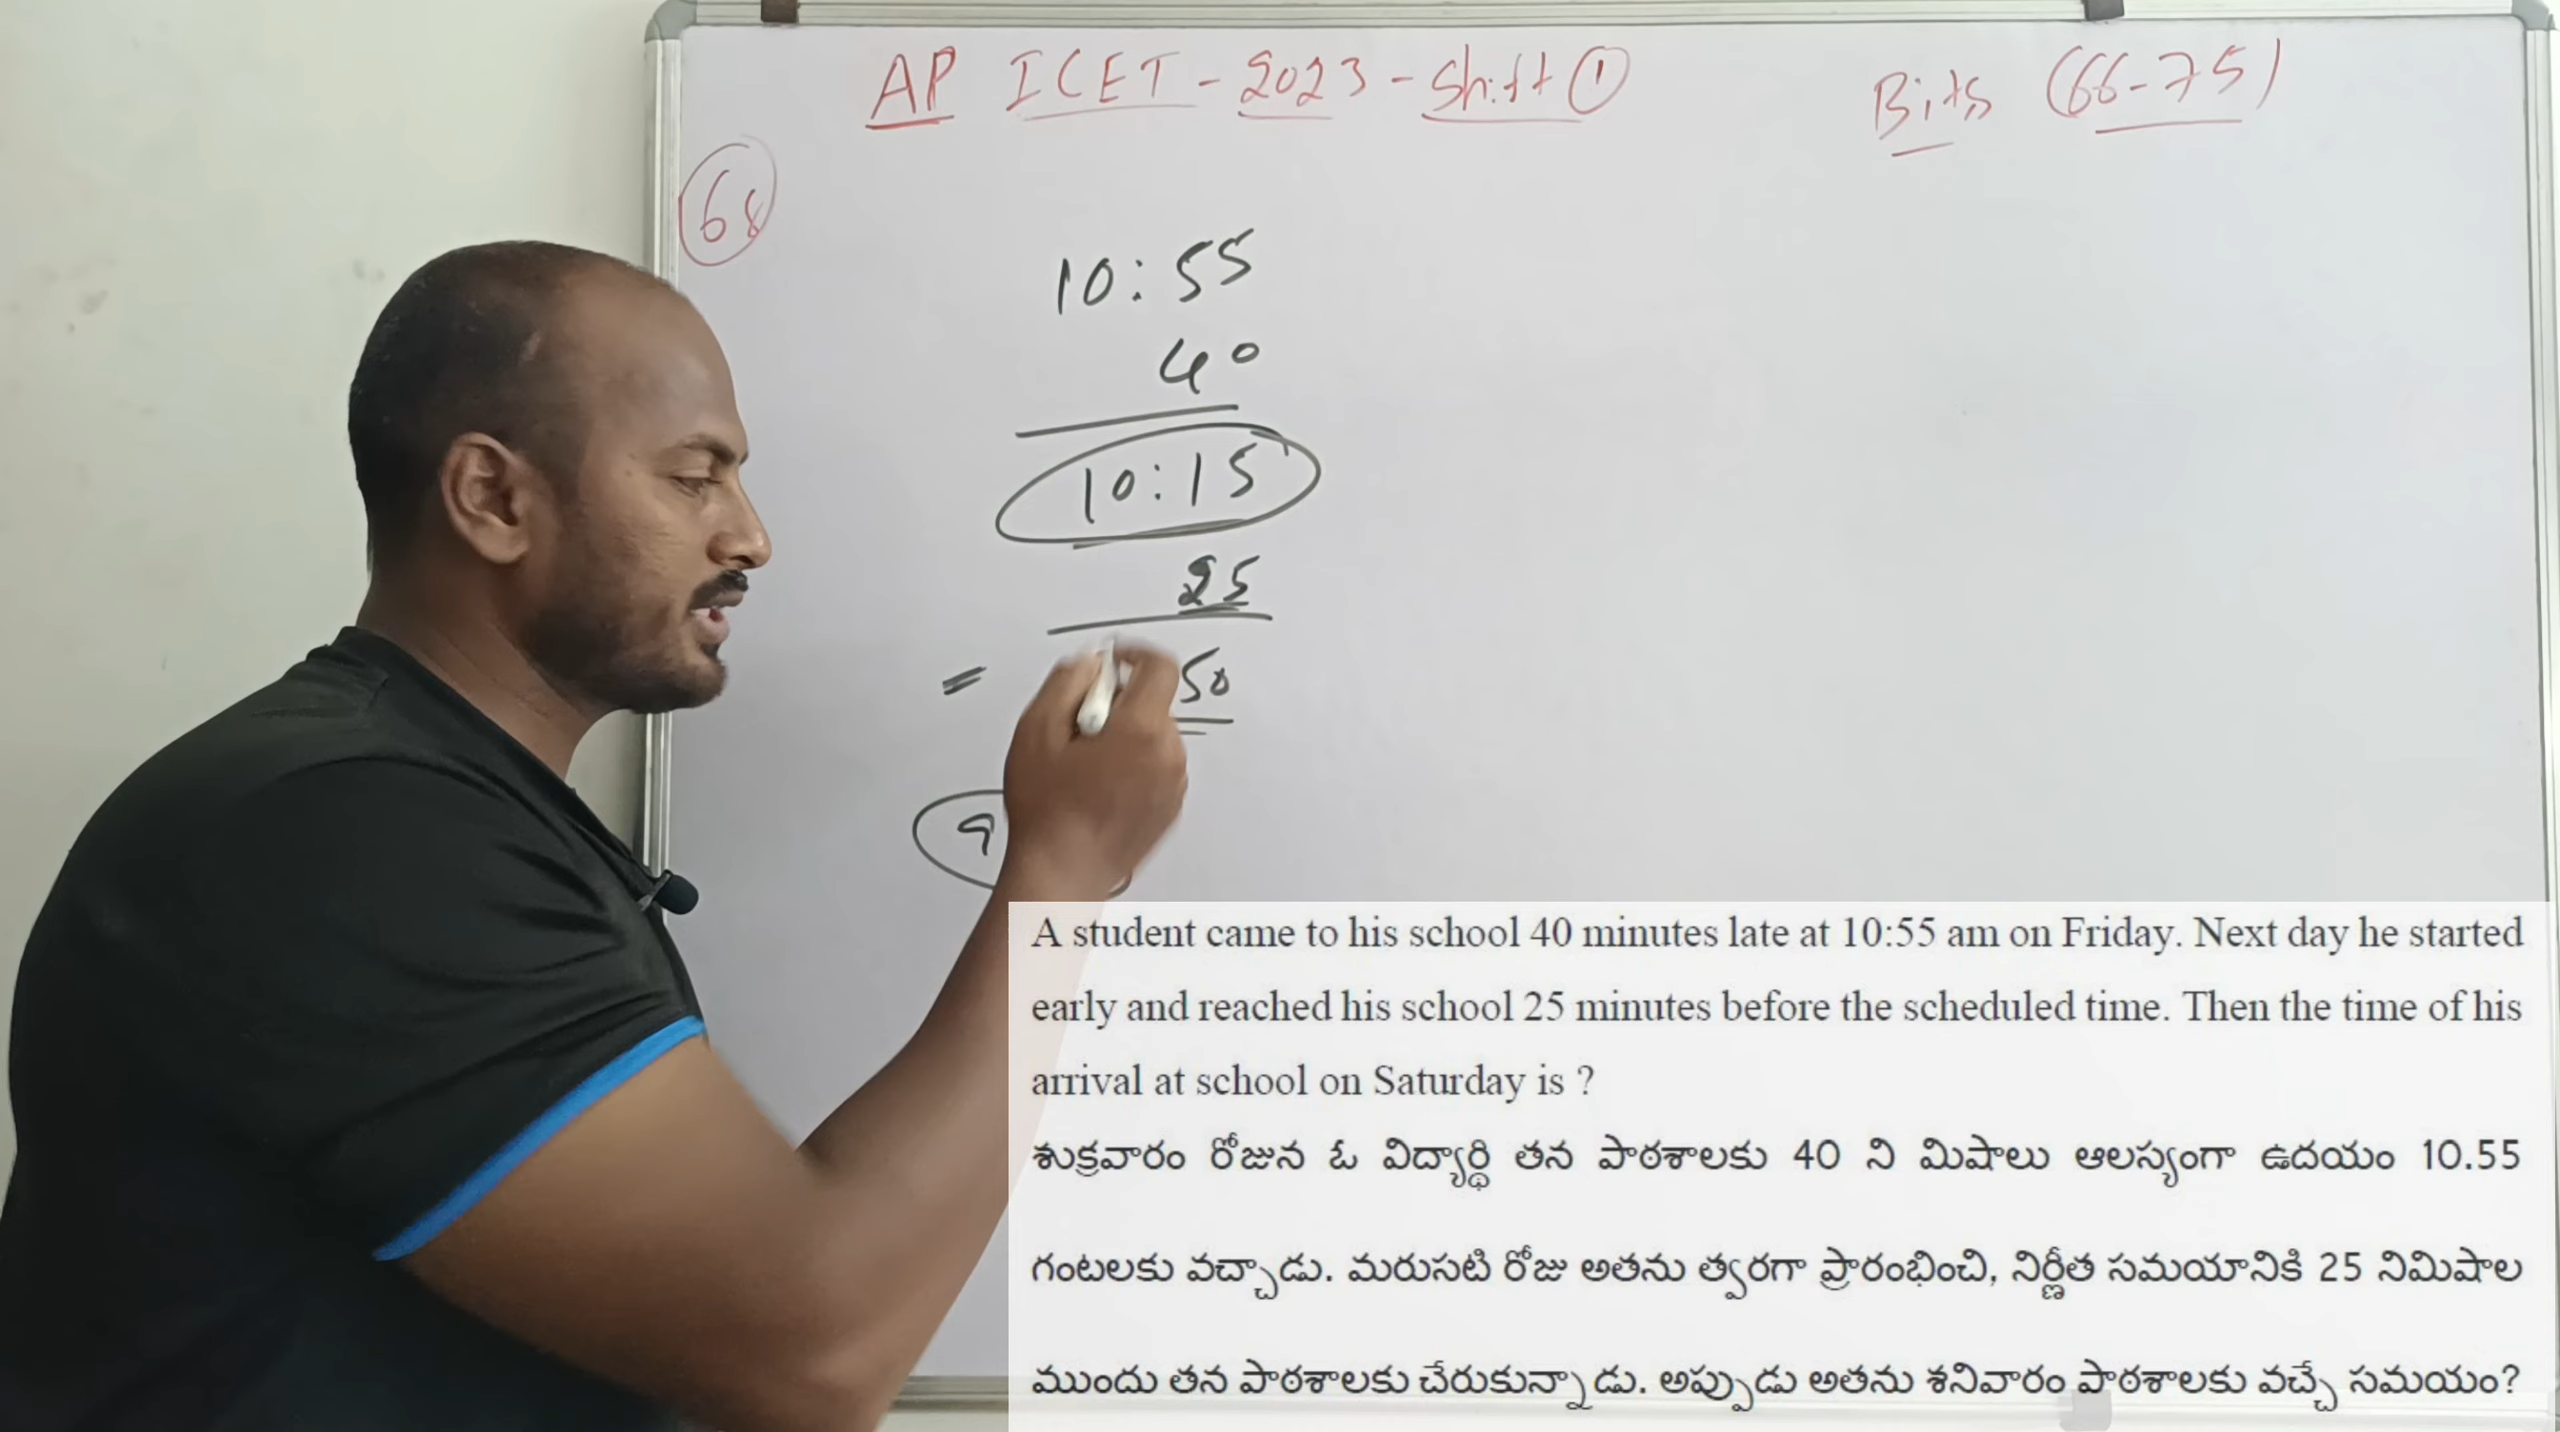 AP ICET - 2023 - Shift 1
Bits (66-75)
68
10:55
40
10:15
25
= 50
9
A student came to his school 40 minutes late at 10:55 am on Friday. Next day he started
early and reached his school 25 minutes before the scheduled time. Then the time of his
arrival at school on Saturday is ?
శుక్రవారం రోజున ఓ విద్యార్థి తన పాఠశాలకు 40 ని మిషాలు ఆలస్యంగా ఉదయం 10.55
గంటలకు వచ్చాడు. మరుసటి రోజు అతను త్వరగా ప్రారంభించి, నిర్ణీత సమయానికి 25 నిమిషాల
ముందు తన పాఠశాలకు చేరుకున్నాడు. అప్పుడు అతను శనివారం పాఠశాలకు వచ్చే సమయం?